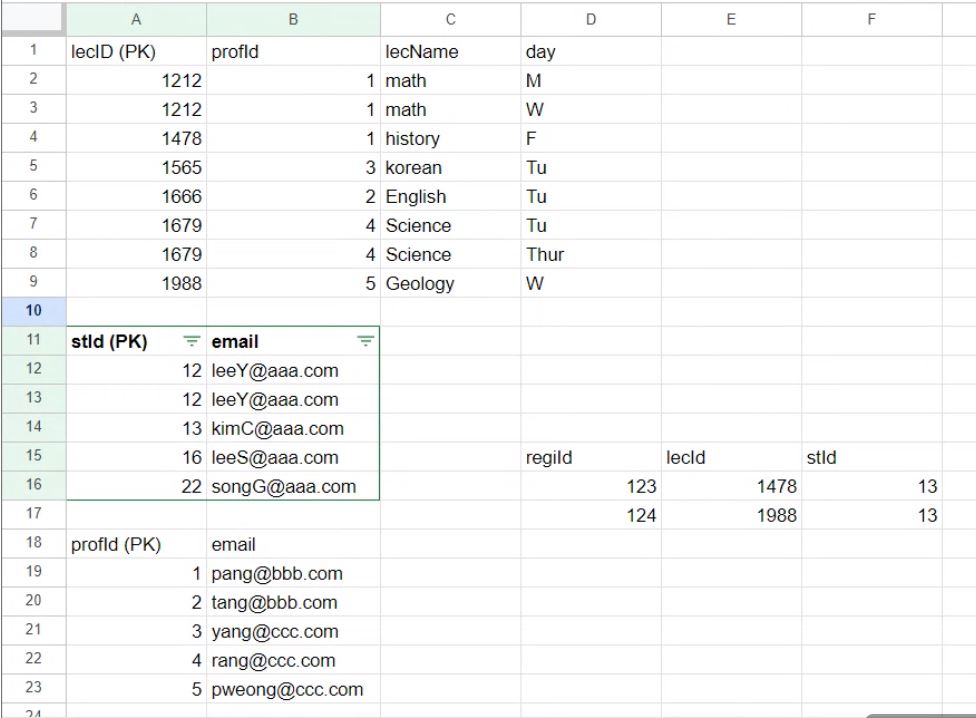 A B C D E F
1 lecID (PK) profId lecName day
2 1212 1 math M
3 1212 1 math W
4 1478 1 history F
5 1565 3 korean Tu
6 1666 2 English Tu
7 1679 4 Science Tu
8 1679 4 Science Thur
9 1988 5 Geology W
10
11 stId (PK) email
12 12 leeY@aaa.com
13 12 leeY@aaa.com
14 13 kimC@aaa.com
15 16 leeS@aaa.com regiId lecId stId
16 22 songG@aaa.com 123 1478 13
17 124 1988 13
18 profId (PK) email
19 1 pang@bbb.com
20 2 tang@bbb.com
21 3 yang@ccc.com
22 4 rang@ccc.com
23 5 pweong@ccc.com
24